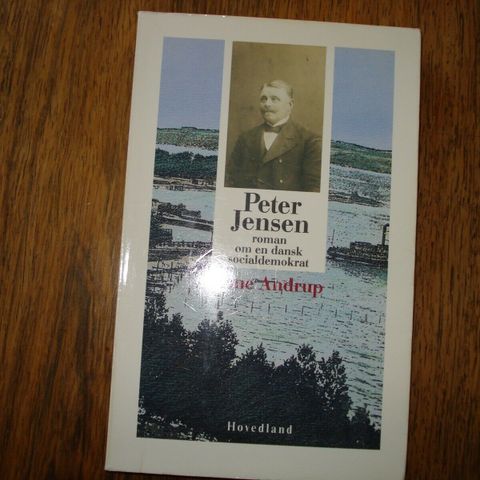 Peter
Jensen
roman
om en dansk
socialdemokrat
Andrup
Hovedland